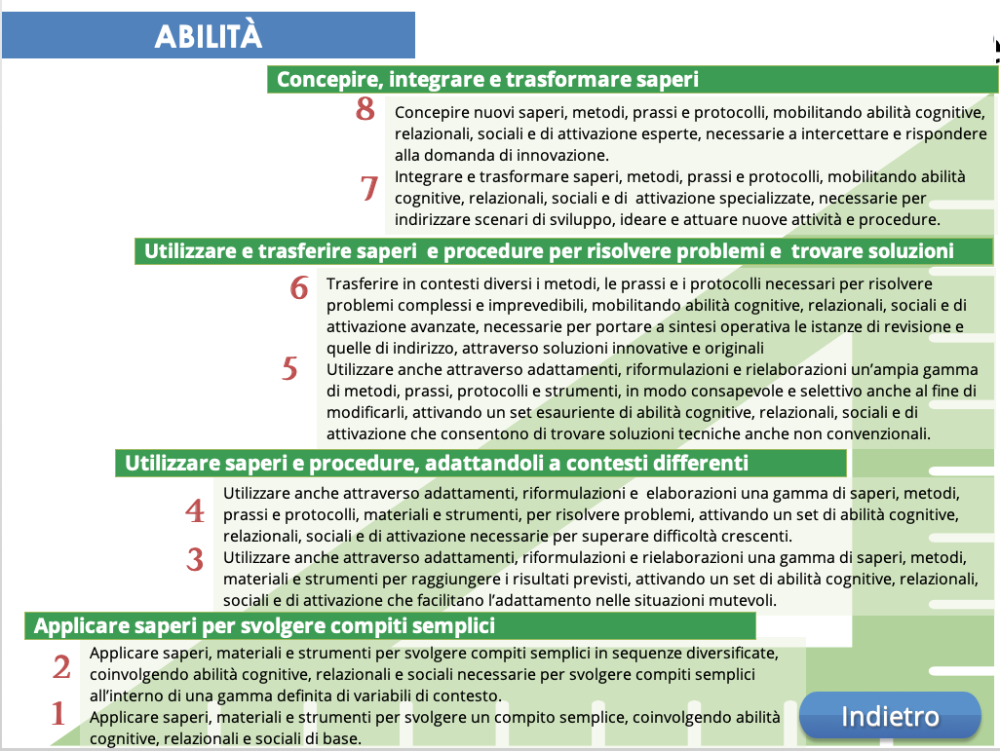 ABILITÀ
Concepire, integrare e trasformare saperi
8
Concepire nuovi saperi, metodi, prassi e protocolli, mobilitando abilità cognitive,
relazionali, sociali e di attivazione esperte, necessarie a intercettare e rispondere
alla domanda di innovazione.
7
Integrare e trasformare saperi, metodi, prassi e protocolli, mobilitando abilità
cognitive, relazionali, sociali e di  attivazione specializzate, necessarie per
indirizzare scenari di sviluppo, ideare e attuare nuove attività e procedure.
Utilizzare e trasferire saperi  e procedure per risolvere problemi e  trovare soluzioni
6
Trasferire in contesti diversi i metodi, le prassi e i protocolli necessari per risolvere
problemi complessi e imprevedibili, mobilitando abilità cognitive, relazionali, sociali e di
attivazione avanzate, necessarie per portare a sintesi operativa le istanze di revisione e
quelle di indirizzo, attraverso soluzioni innovative e originali
5
Utilizzare anche attraverso adattamenti, riformulazioni e rielaborazioni un’ampia gamma
di metodi, prassi, protocolli e strumenti, in modo consapevole e selettivo anche al fine di
modificarli, attivando un set esauriente di abilità cognitive, relazionali, sociali e di
attivazione che consentono di trovare soluzioni tecniche anche non convenzionali.
Utilizzare saperi e procedure, adattandoli a contesti differenti
4
Utilizzare anche attraverso adattamenti, riformulazioni e  elaborazioni una gamma di saperi, metodi,
prassi e protocolli, materiali e strumenti, per risolvere problemi, attivando un set di abilità cognitive,
relazionali, sociali e di attivazione necessarie per superare difficoltà crescenti.
3
Utilizzare anche attraverso adattamenti, riformulazioni e rielaborazioni una gamma di saperi, metodi,
materiali e strumenti per raggiungere i risultati previsti, attivando un set di abilità cognitive, relazionali,
sociali e di attivazione che facilitano l’adattamento nelle situazioni mutevoli.
Applicare saperi per svolgere compiti semplici
2
Applicare saperi, materiali e strumenti per svolgere compiti semplici in sequenze diversificate,
coinvolgendo abilità cognitive, relazionali e sociali necessarie per svolgere compiti semplici
all’interno di una gamma definita di variabili di contesto.
1
Applicare saperi, materiali e strumenti per svolgere un compito semplice, coinvolgendo abilità
cognitive, relazionali e sociali di base.
Indietro